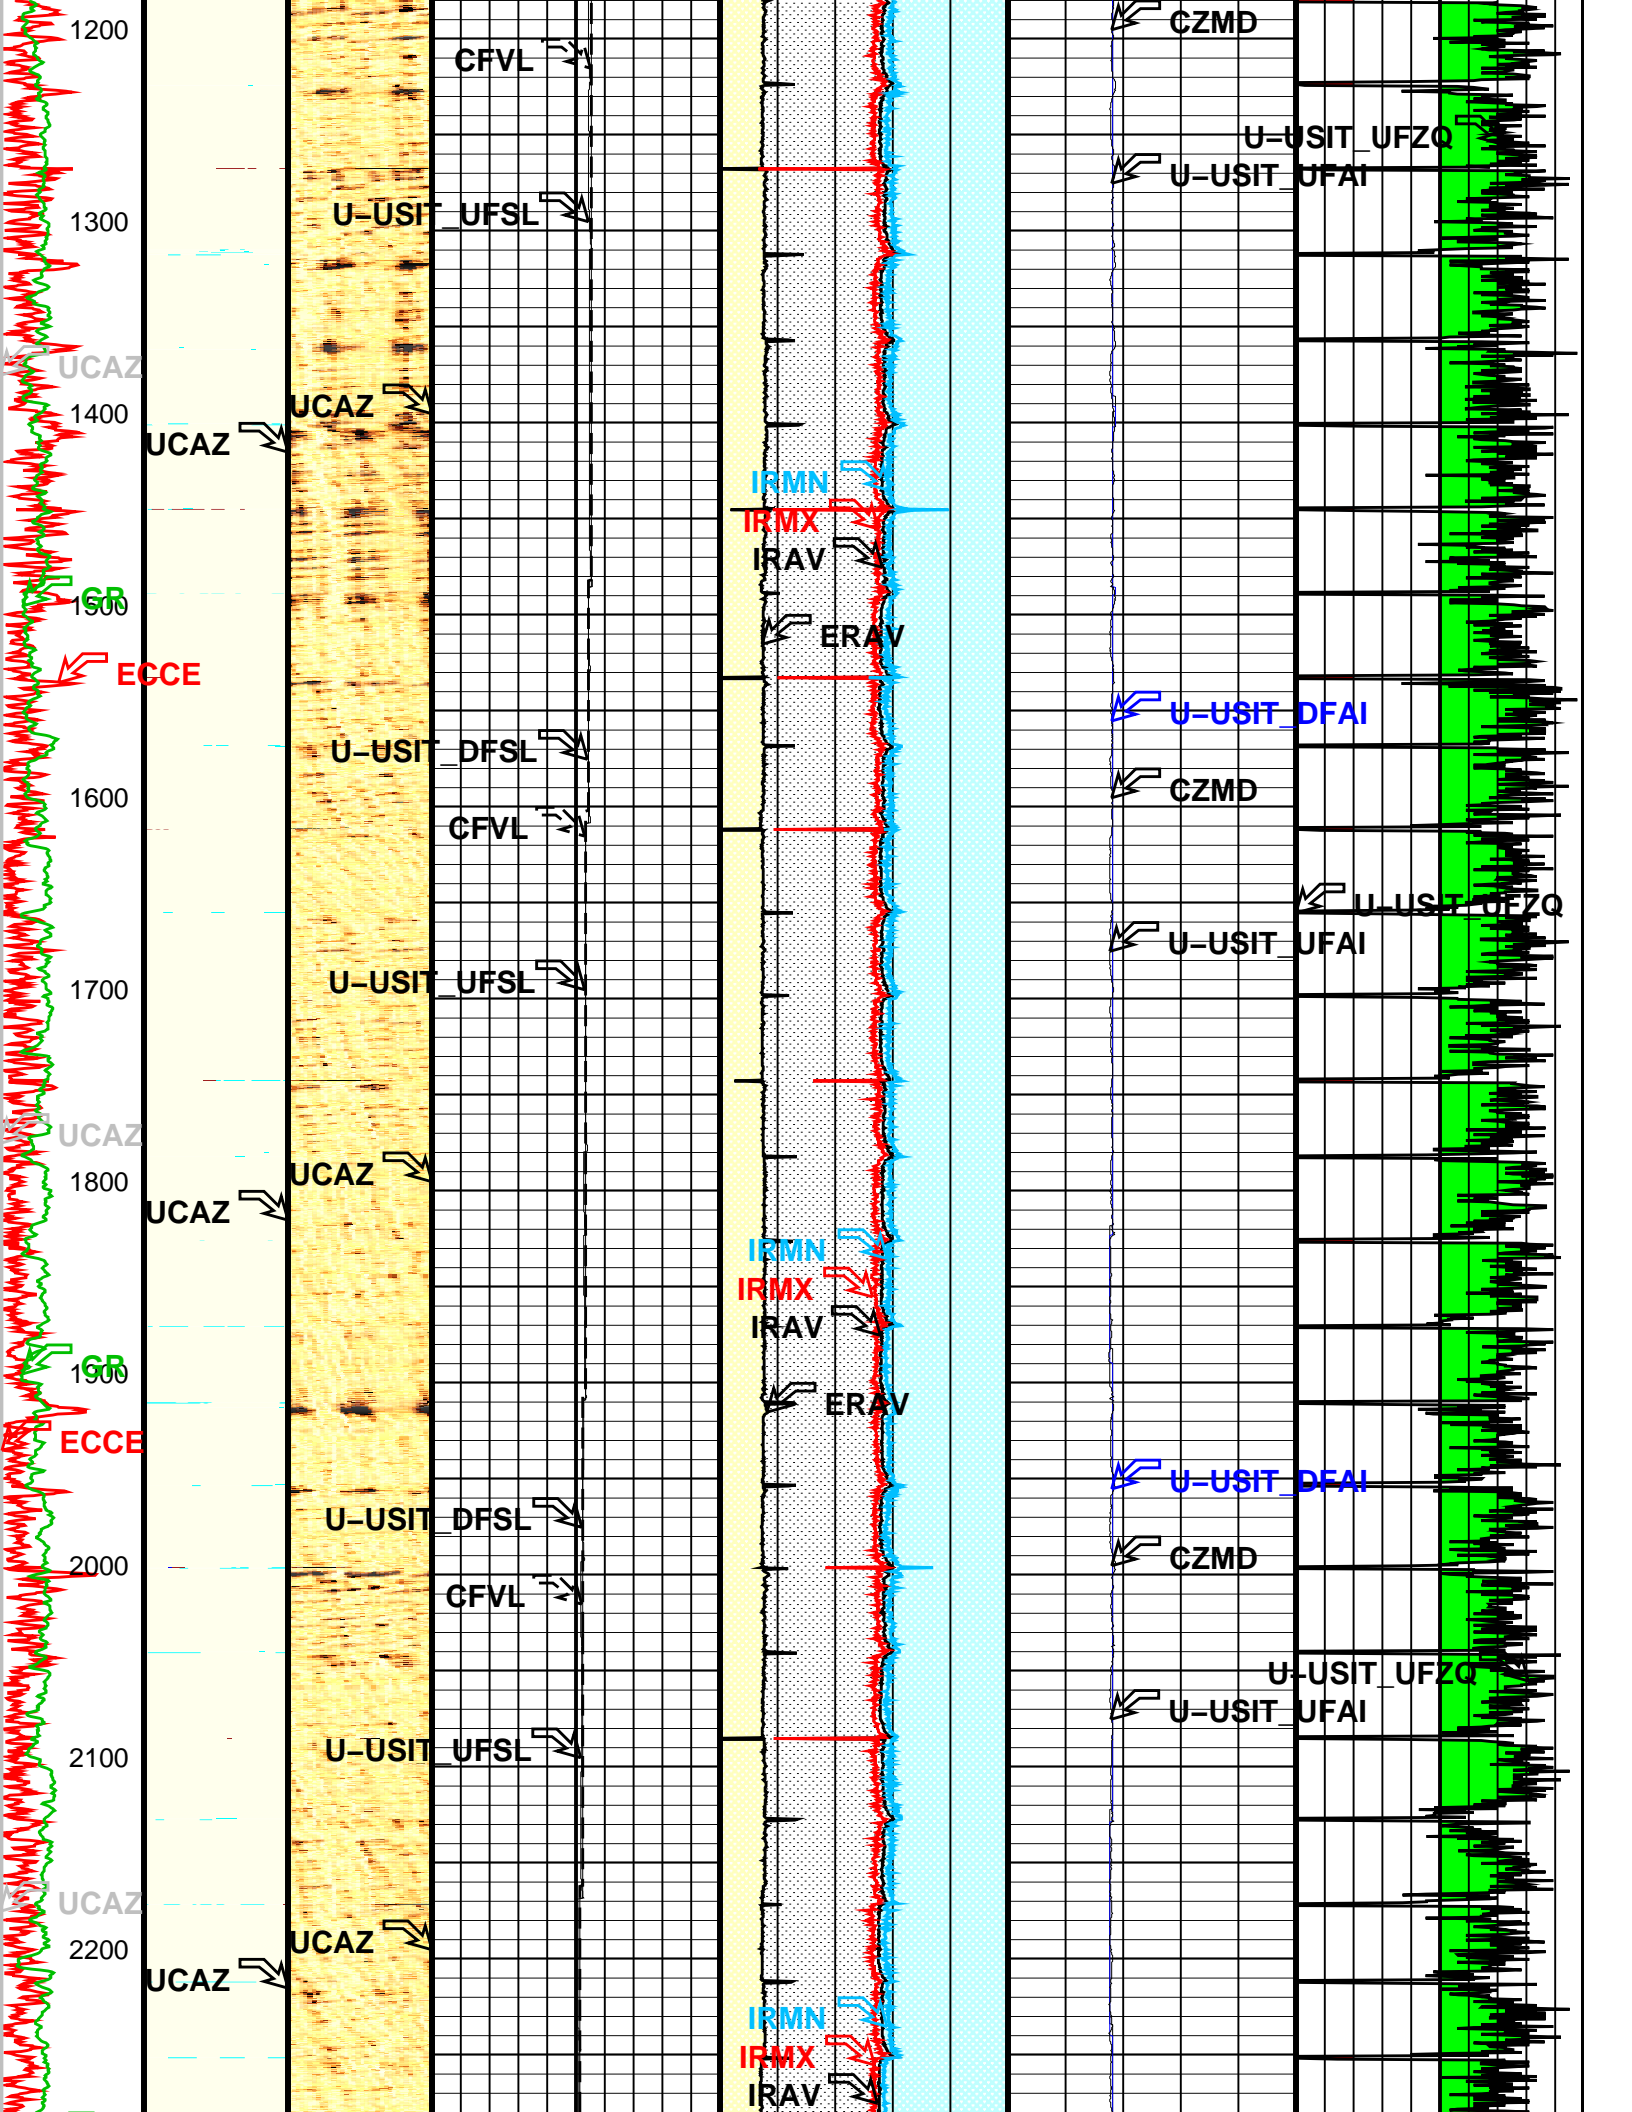 1200
CZMD
CFVL
U-USIT_UFZQ
U-USIT_UFAI
U-USIT_UFSL
1300
UCAZ
UCAZ
1400
UCAZ
IRMN
IRMX
IRAV
GR
1500
ERAV
ECCE
U-USIT_DFAI
U-USIT_DFSL
CZMD
1600
CFVL
U-USIT_UFZQ
U-USIT_UFAI
U-USIT_UFSL
1700
UCAZ
UCAZ
1800
UCAZ
IRMN
IRMX
IRAV
GR
1900
ERAV
ECCE
U-USIT_DFAI
U-USIT_DFSL
CZMD
2000
CFVL
U-USIT_UFZQ
U-USIT_UFAI
U-USIT_UFSL
2100
UCAZ
UCAZ
2200
UCAZ
IRMN
IRMX
IRAV